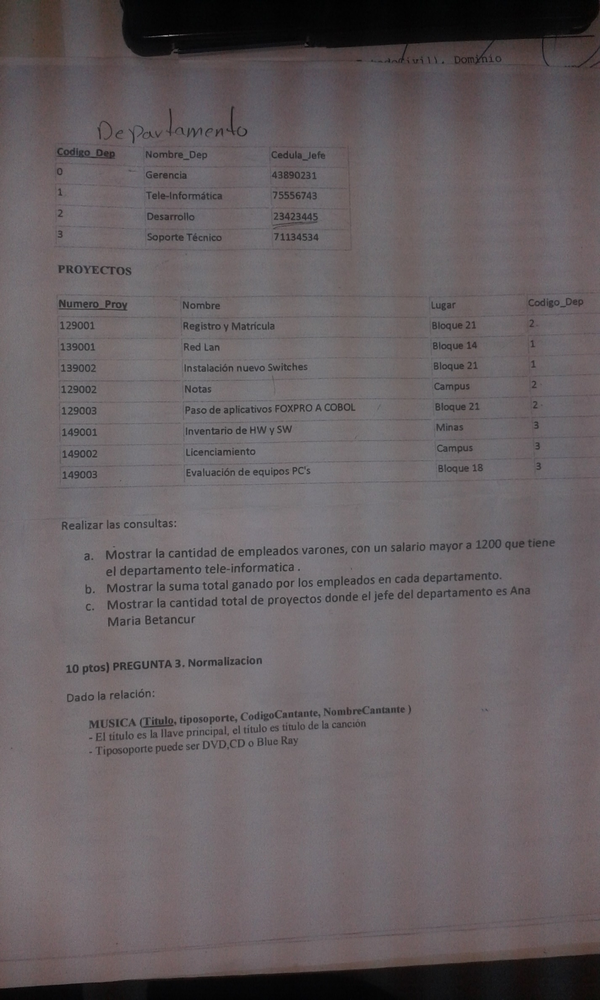 Dominio
Departamento
Codigo_Dep Nombre_Dep Cedula_Jefe
0 Gerencia 43890231
1 Tele-Informática 75556743
2 Desarrollo 23423445
3 Soporte Técnico 71134534
PROYECTOS
Numero_Proy Nombre Lugar Codigo_Dep
129001 Registro y Matrícula Bloque 21 2
139001 Red Lan Bloque 14 1
139002 Instalación nuevo Switches Bloque 21 1
129002 Notas Campus 2
129003 Paso de aplicativos FOXPRO A COBOL Bloque 21 2
149001 Inventario de HW y SW Minas 3
149002 Licenciamiento Campus 3
149003 Evaluación de equipos PC's Bloque 18 3
Realizar las consultas:
a. Mostrar la cantidad de empleados varones, con un salario mayor a 1200 que tiene
el departamento tele-informatica .
b. Mostrar la suma total ganado por los empleados en cada departamento.
c. Mostrar la cantidad total de proyectos donde el jefe del departamento es Ana
Maria Betancur
10 ptos) PREGUNTA 3. Normalizacion
Dado la relación:
MUSICA (Titulo, tiposoporte, CodigoCantante, NombreCantante )
- El título es la llave principal, el título es título de la canción
- Tiposoporte puede ser DVD,CD o Blue Ray